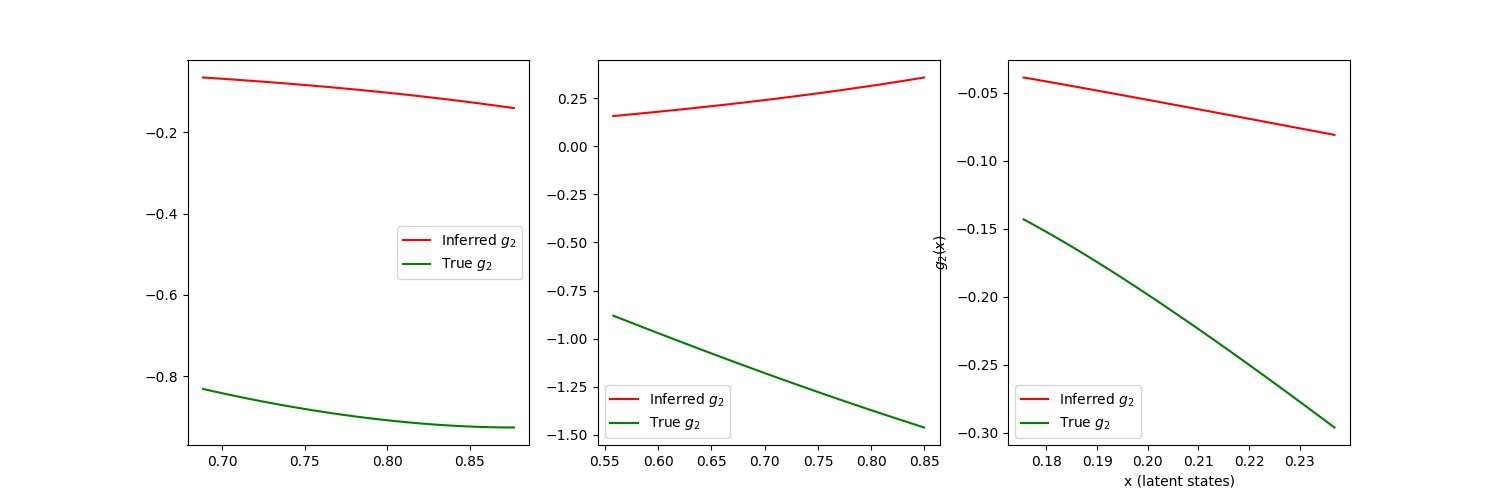 −0.2
−0.4
−0.6
−0.8
0.70 0.75 0.80 0.85
Inferred g₂
True g₂
0.25
0.00
−0.25
−0.50
−0.75
−1.00
−1.25
−1.50
0.55 0.60 0.65 0.70 0.75 0.80 0.85
Inferred g₂
True g₂
g₂(x)
−0.05
−0.10
−0.15
−0.20
−0.25
−0.30
0.18 0.19 0.20 0.21 0.22 0.23
x (latent states)
Inferred g₂
True g₂